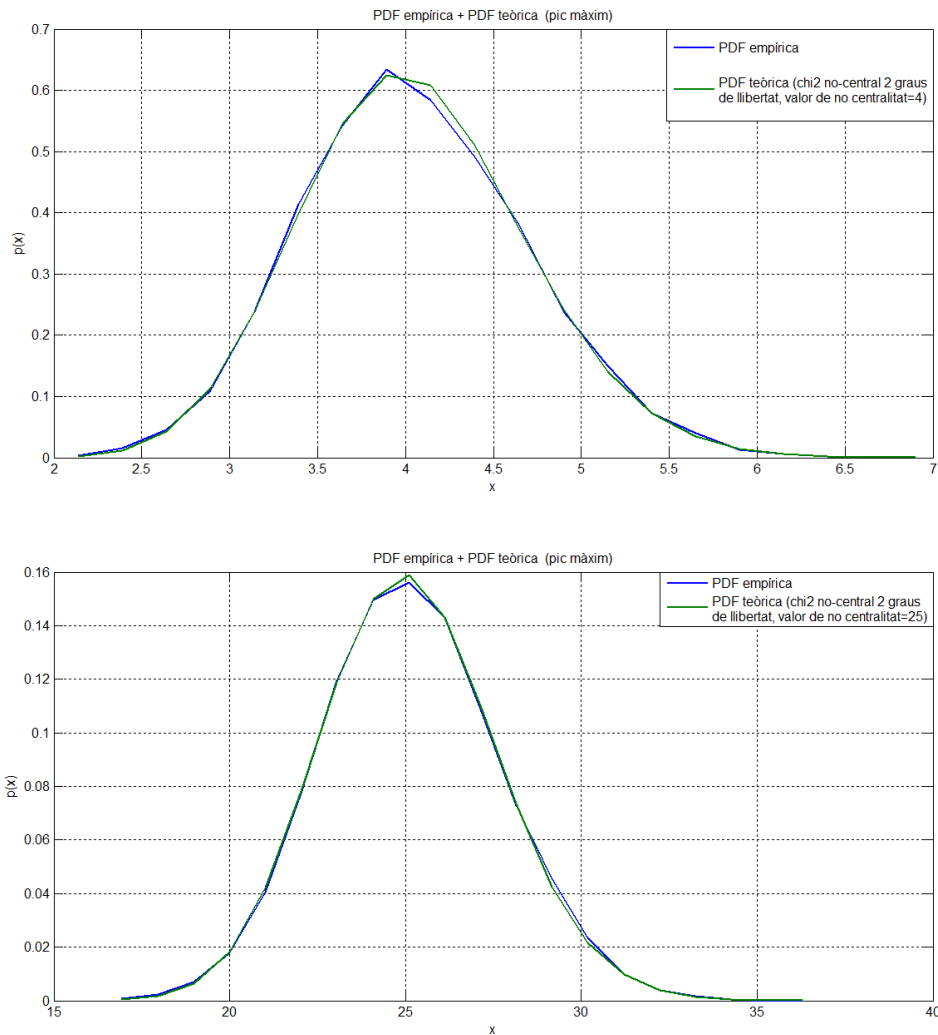 PDF empírica + PDF teòrica  (pic màxim)
0.7
0.6
0.5
0.4
0.3
0.2
0.1
0
p(x)
PDF empírica
PDF teòrica (chi2 no-central 2 graus
de llibertat, valor de no centralitat=4)
2 2.5 3 3.5 4 4.5 5 5.5 6 6.5 7
x
PDF empírica + PDF teòrica  (pic màxim)
0.16
0.14
0.12
0.1
0.08
0.06
0.04
0.02
0
p(x)
PDF empírica
PDF teòrica (chi2 no-central 2 graus
de llibertat, valor de no centralitat=25)
15 20 25 30 35 40
x